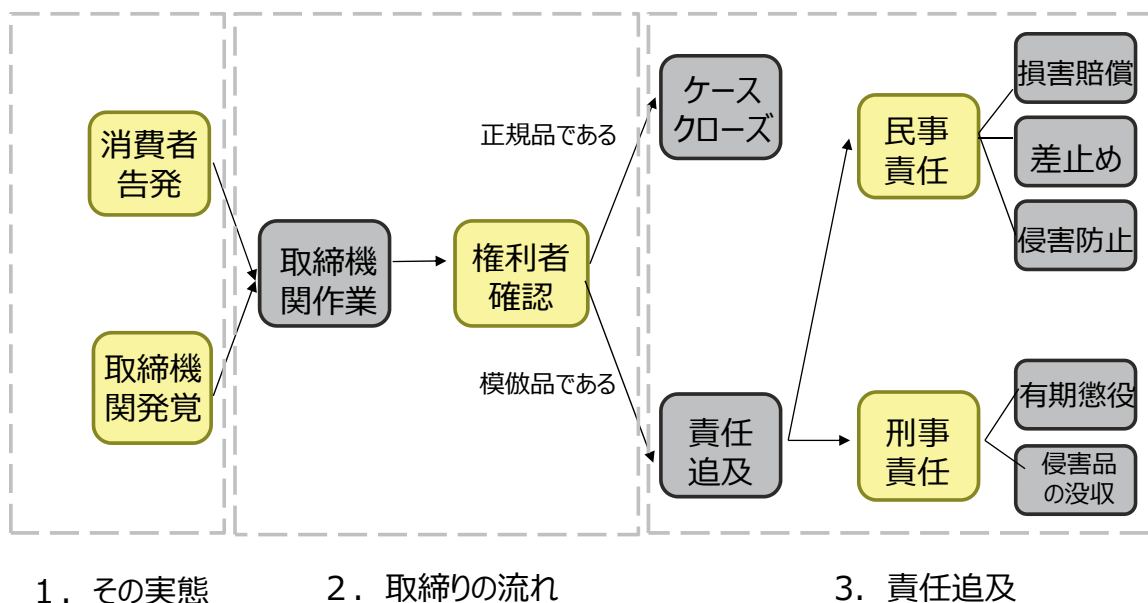 消費者
告発
取締機
関発覚
取締機
関作業
権利者
確認
正規品である
模倣品である
ケース
クローズ
責任
追及
民事
責任
損害賠償
差止め
侵害防止
刑事
責任
有期懲役
侵害品
の没収
1．その実態
2．取締りの流れ
3．責任追及